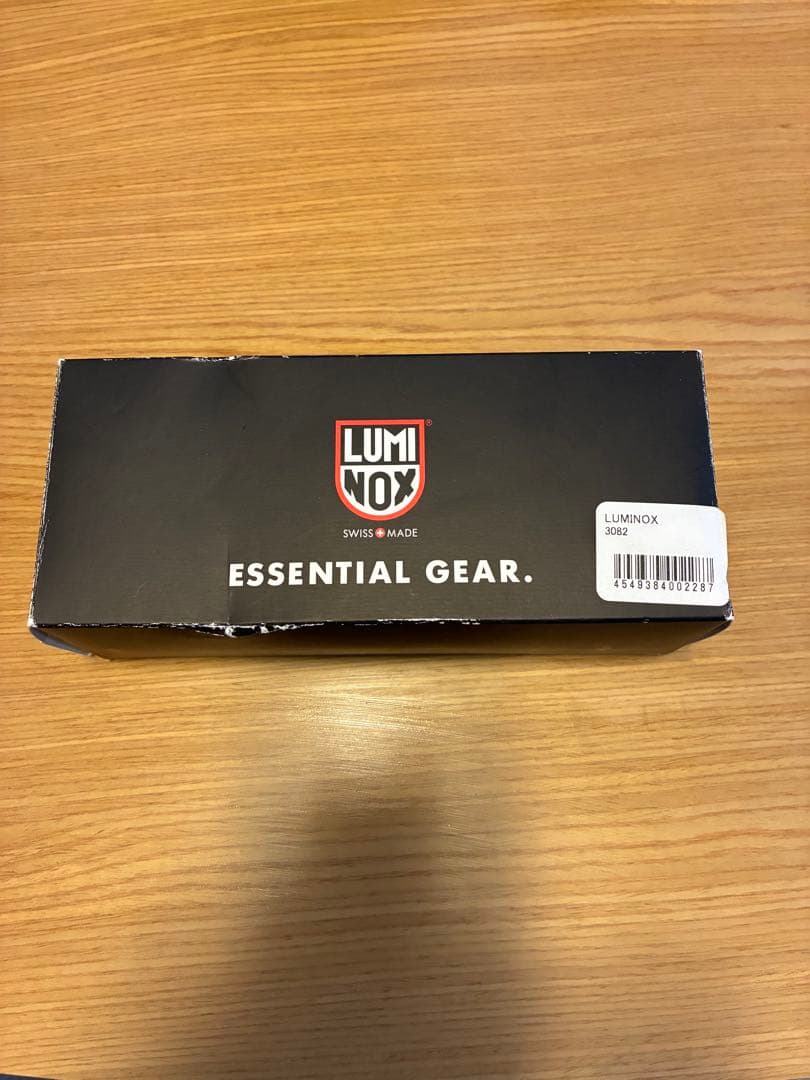 LUMI
NOX®
SWISS MADE
ESSENTIAL GEAR.
LUMINOX
3082
4549384002287